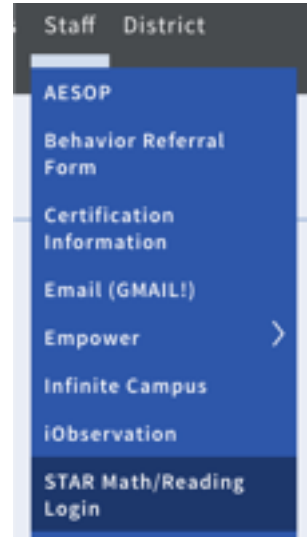 Staff District
AESOP
Behavior Referral
Form
Certification
Information
Email (GMAIL!)
Empower
Infinite Campus
iObservation
STAR Math/Reading
Login